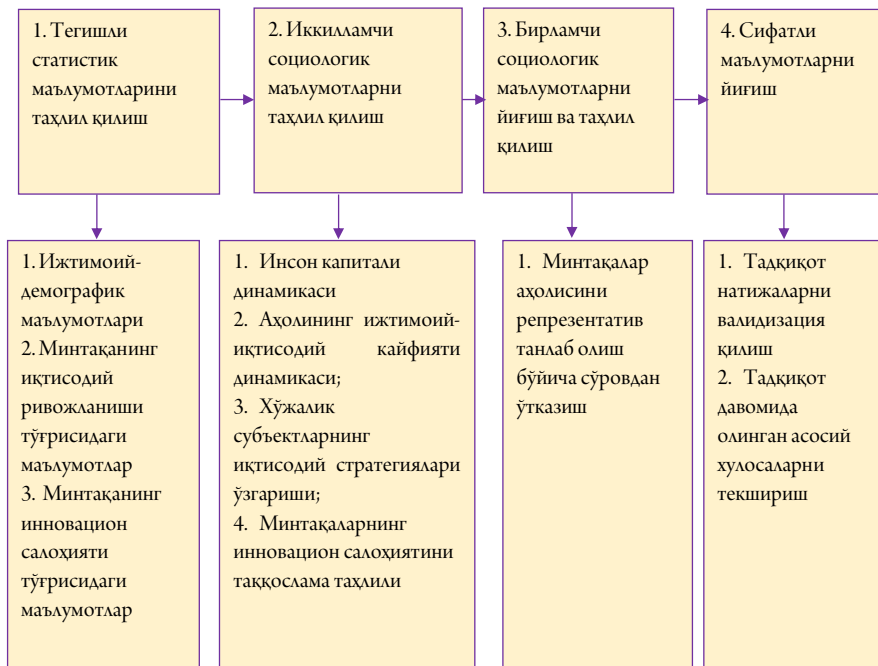 1. Тегишли
статистик
маълумотларини
таҳлил қилиш
2. Иккилламчи
социологик
маълумотларни
таҳлил қилиш
3. Бирламчи
социологик
маълумотларни
йиғиш ва таҳлил
қилиш
4. Сифатли
маълумотларни
йиғиш
1. Ижтимоий-
демографик
маълумотлари
2. Минтақанинг
иқтисодий
ривожланиши
тўғрисидаги
маълумотлар
3. Минтақанинг
инновацион
салоҳияти
тўғрисидаги
маълумотлар
1. Инсон капитали
динамикаси
2. Аҳолининг ижтимоий-
иқтисодий кайфияти
динамикаси;
3. Хўжалик
субъектларнинг
иқтисодий стратегиялари
ўзгариши;
4. Минтақаларнинг
инновацион салоҳиятини
таққослама таҳлили
1. Минтақалар
аҳолисини
репрезентатив
танлаб олиш
бўйича сўровдан
ўтказиш
1. Тадқиқот
натижаларни
валидизация
қилиш
2. Тадқиқот
давомида
олинган асосий
хулосаларни
текшириш